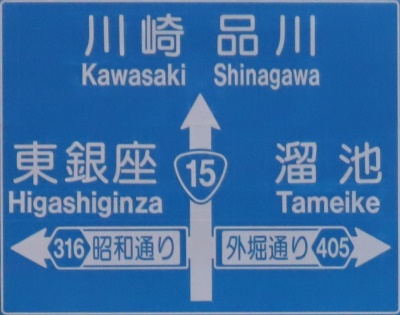 川崎 品川
Kawasaki Shinagawa
東銀座 15 溜池
Higashiginza Tameike
316 昭和通り 外堀通り 405